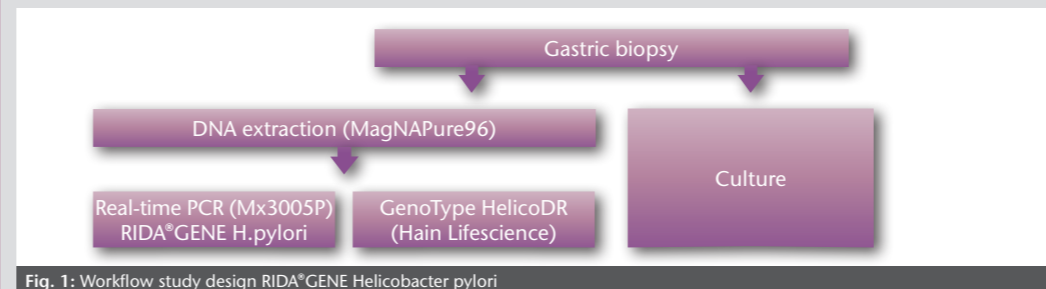 Gastric biopsy
DNA extraction (MagNAPure96)
Real-time PCR (Mx3005P)
RIDA®GENE H.pylori
GenoType HelicoDR
(Hain Lifescience)
Culture
Fig. 1: Workflow study design RIDA®GENE Helicobacter pylori